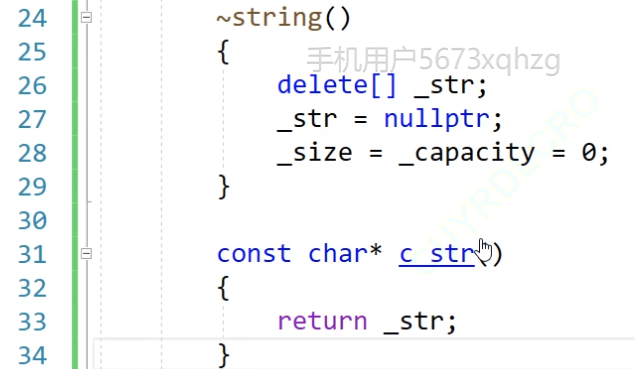 24 ~string()
25 {
手机用户5673xqhzg
26 delete[] _str;
27 _str = nullptr;
28 _size = _capacity = 0;
29 }
30
31 const char* c_str()
32 {
33 return _str;
34 }